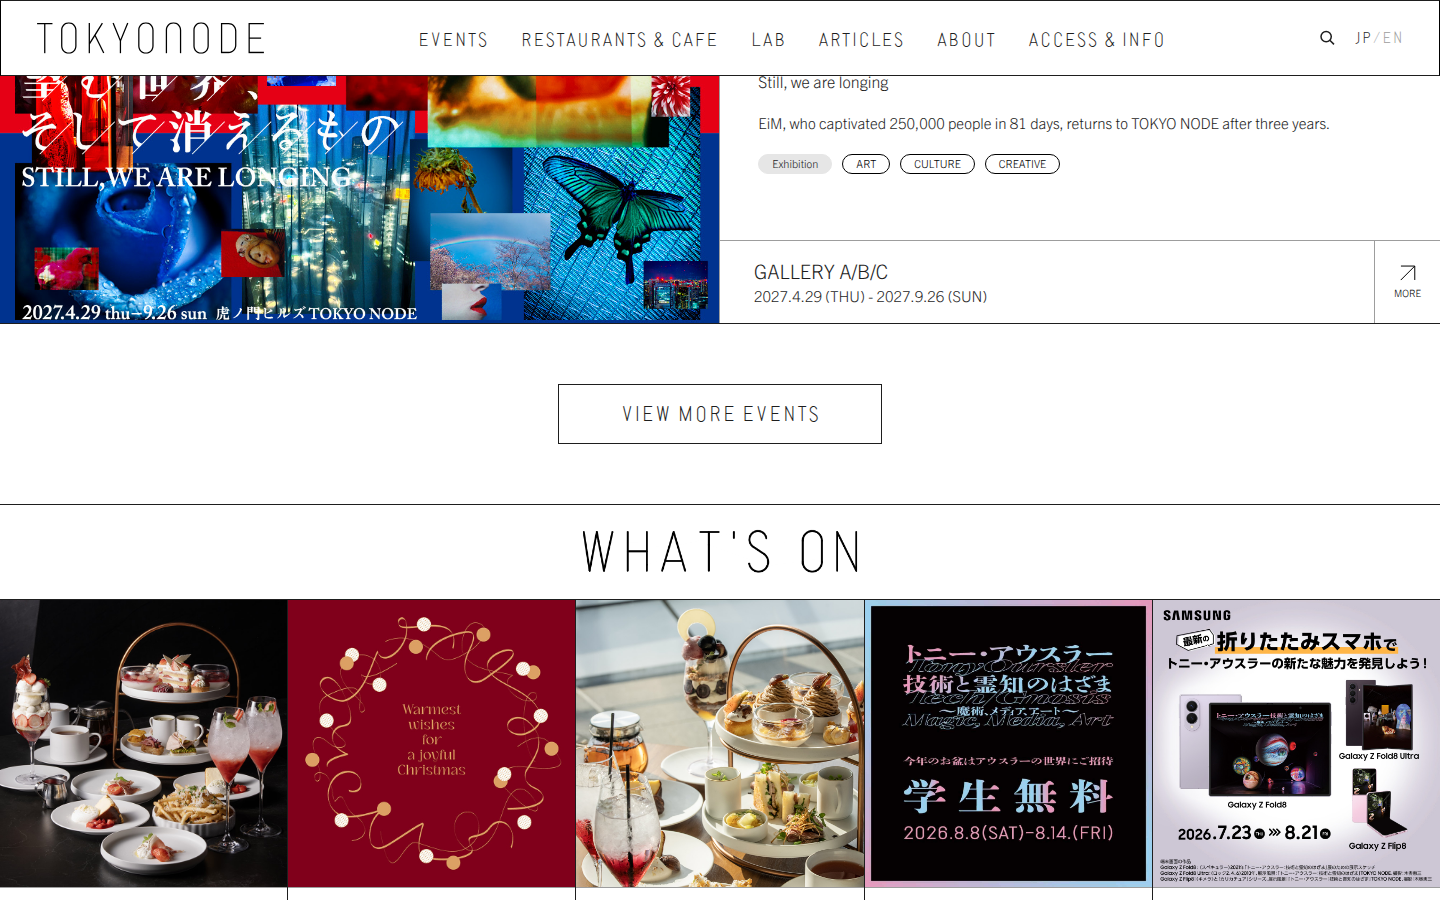 TOKYONODE
EVENTS
RESTAURANTS & CAFE
LAB
ARTICLES
ABOUT
ACCESS & INFO
JP/EN
望む世界、
そして消えるもの
STILL,WE ARE LONGING
2027.4.29 thu–9.26 sun 虎ノ門ヒルズ TOKYO NODE
Still, we are longing
EiM, who captivated 250,000 people in 81 days, returns to TOKYO NODE after three years.
Exhibition
ART
CULTURE
CREATIVE
GALLERY A/B/C
2027.4.29 (THU) - 2027.9.26 (SUN)
MORE
VIEW MORE EVENTS
WHAT'S ON
Warmest
wishes
for
a joyful
Christmas
トニー・アウスラー
Tony Oursler
技術と霊知のはざま
Tech/Gnosis
〜魔術、メディア、アート〜
Magic, Media, Art
今年のお盆はアウスラーの世界にご招待
学生無料
2026.8.8(SAT)–8.14.(FRI)
SAMSUNG
最新の
折りたたみスマホで
トニー・アウスラーの新たな魅力を発見しよう！
Galaxy Z Fold8 Ultra
Galaxy Z Fold8
2026.7.23 8.21
Galaxy Z Flip8